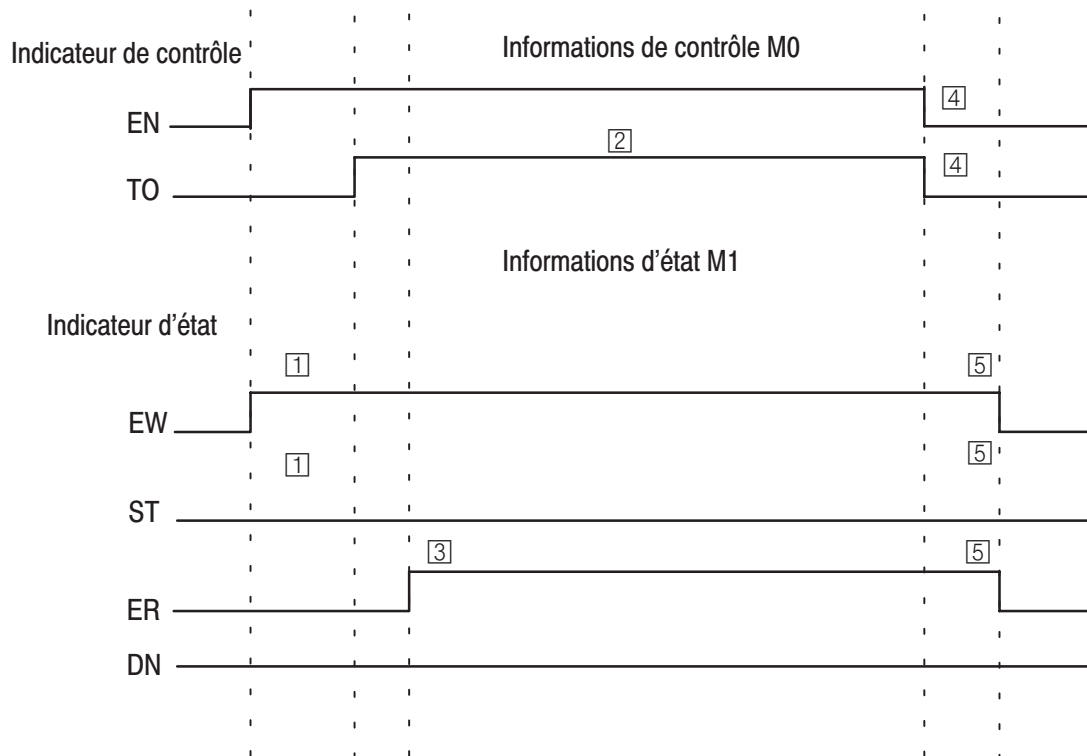 Indicateur de contrôle
Informations de contrôle M0
EN
4
2
TO
4
Informations d'état M1
Indicateur d'état
1
5
EW
1
5
ST
3
5
ER
DN